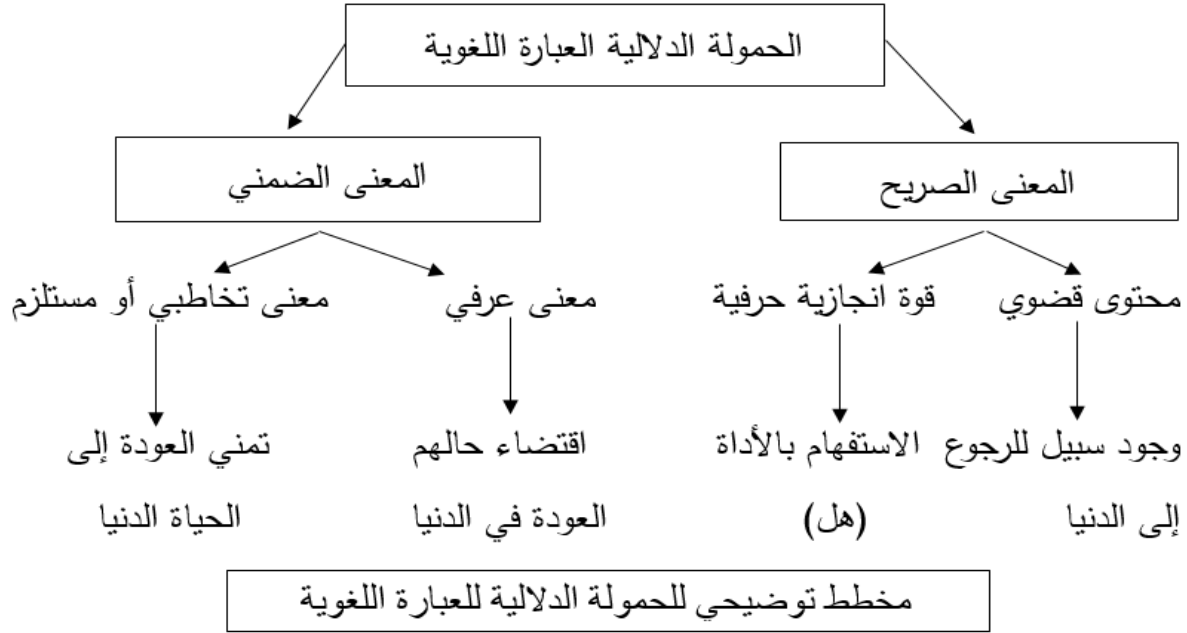 الحمولة الدلالية العبارة اللغوية
المعنى الصريح
المعنى الضمني
محتوى قضوي
قوة انجازية حرفية
معنى عرفي
معنى تخاطبي أو مستلزم
وجود سبيل للرجوع
إلى الدنيا
الاستفهام بالأداة
(هل)
اقتضاء حالهم
العودة في الدنيا
تمني العودة إلى
الحياة الدنيا
مخطط توضيحي للحمولة الدلالية للعبارة اللغوية